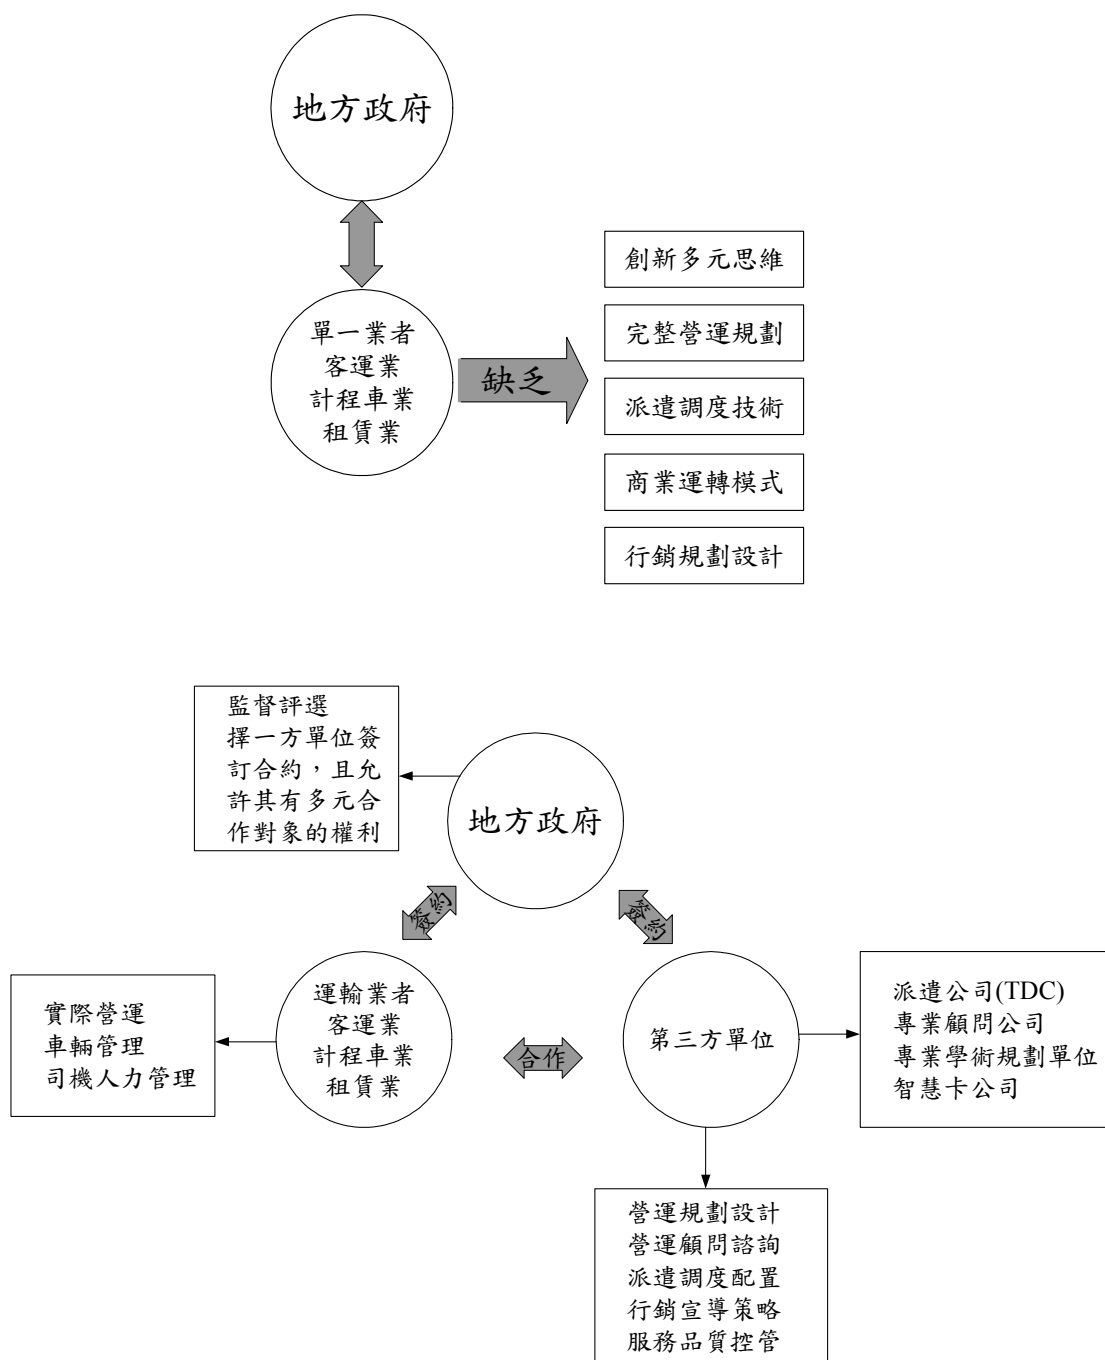 地方政府
單一業者
客運業
計程車業
租賃業
缺乏
創新多元思維
完整營運規劃
派遣調度技術
商業運轉模式
行銷規劃設計
監督評選
擇一方單位簽
訂合約，且允
許其有多元合
作對象的權利
地方政府
簽約
簽約
實際營運
車輛管理
司機人力管理
運輸業者
客運業
計程車業
租賃業
合作
第三方單位
派遣公司(TDC)
專業顧問公司
專業學術規劃單位
智慧卡公司
營運規劃設計
營運顧問諮詢
派遣調度配置
行銷宣導策略
服務品質控管